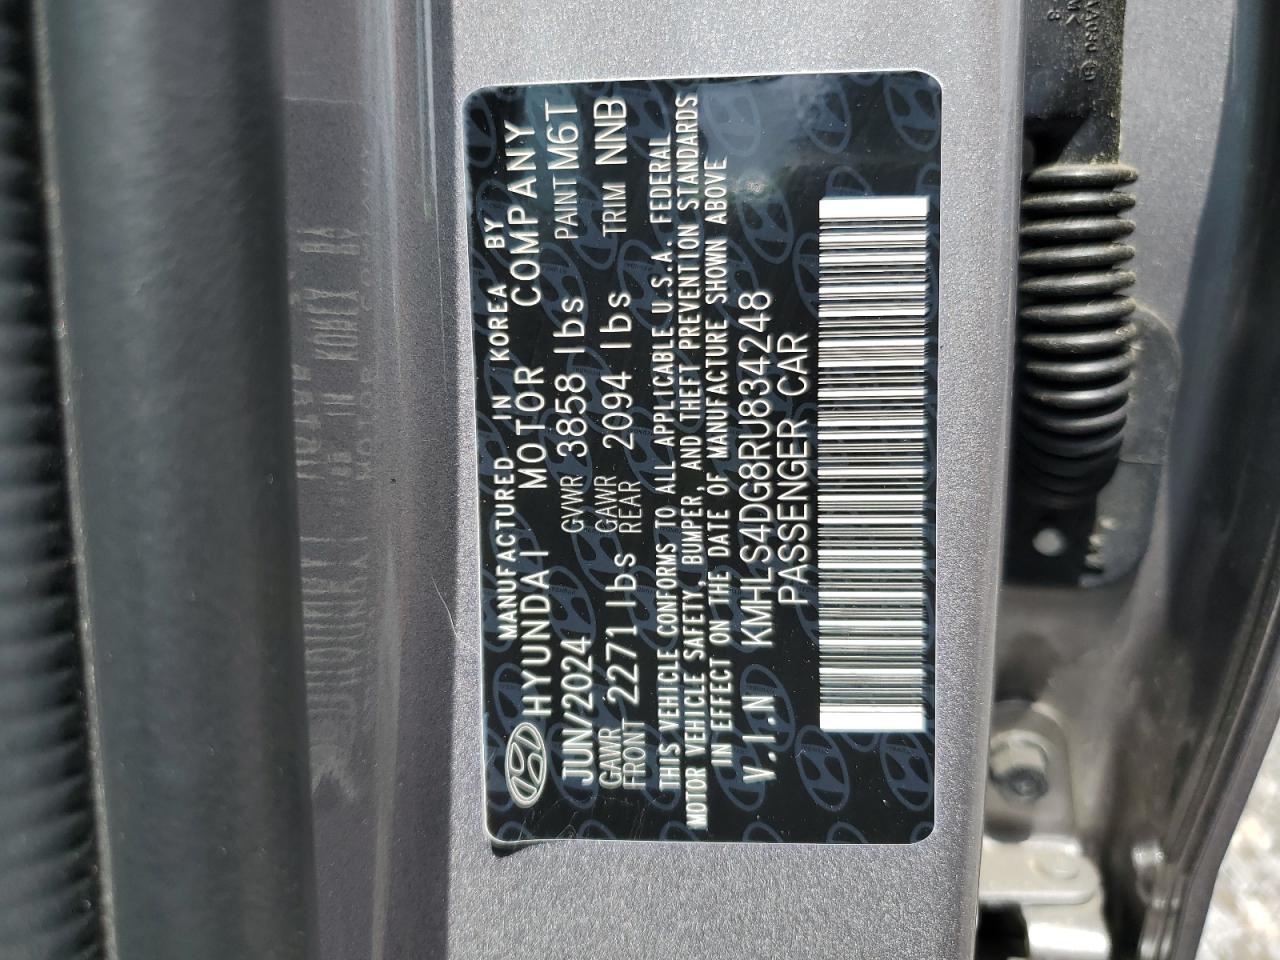 MANUFACTURED IN KOREA BY
HYUNDAI MOTOR COMPANY
JUN/2024 GVWR 3858 lbs PAINT M6T
GAWR FRONT 2271 lbs GAWR REAR 2094 lbs TRIM NNB
THIS VEHICLE CONFORMS TO ALL APPLICABLE U.S.A. FEDERAL
MOTOR VEHICLE SAFETY, BUMPER, AND THEFT PREVENTION STANDARDS
IN EFFECT ON THE DATE OF MANUFACTURE SHOWN ABOVE
V.I.N KMHLS4DG8RU834248
PASSENGER CAR